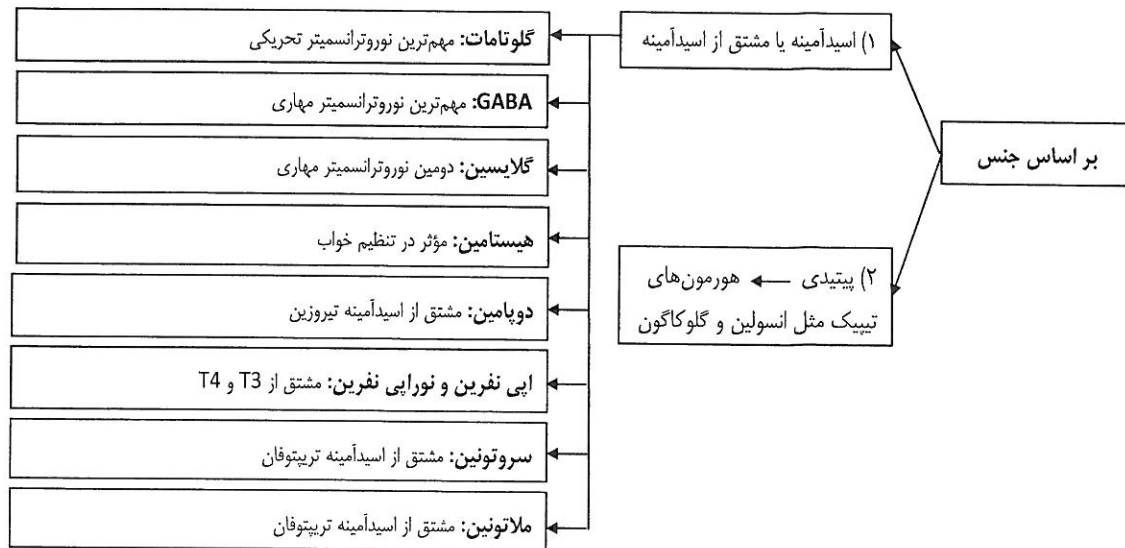 بر اساس جنس
۱) اسیدآمینه یا مشتق از اسیدآمینه
گلوتامات: مهم‌ترین نوروترانسمیتر تحریکی
GABA: مهم‌ترین نوروترانسمیتر مهاری
گلایسین: دومین نوروترانسمیتر مهاری
هیستامین: مؤثر در تنظیم خواب
دوپامین: مشتق از اسیدآمینه تیروزین
اپی نفرین و نوراپی نفرین: مشتق از T3 و T4
سروتونین: مشتق از اسیدآمینه تریپتوفان
ملاتونین: مشتق از اسیدآمینه تریپتوفان
۲) پپتیدی ← هورمون‌های
تیپیک مثل انسولین و گلوکاگون